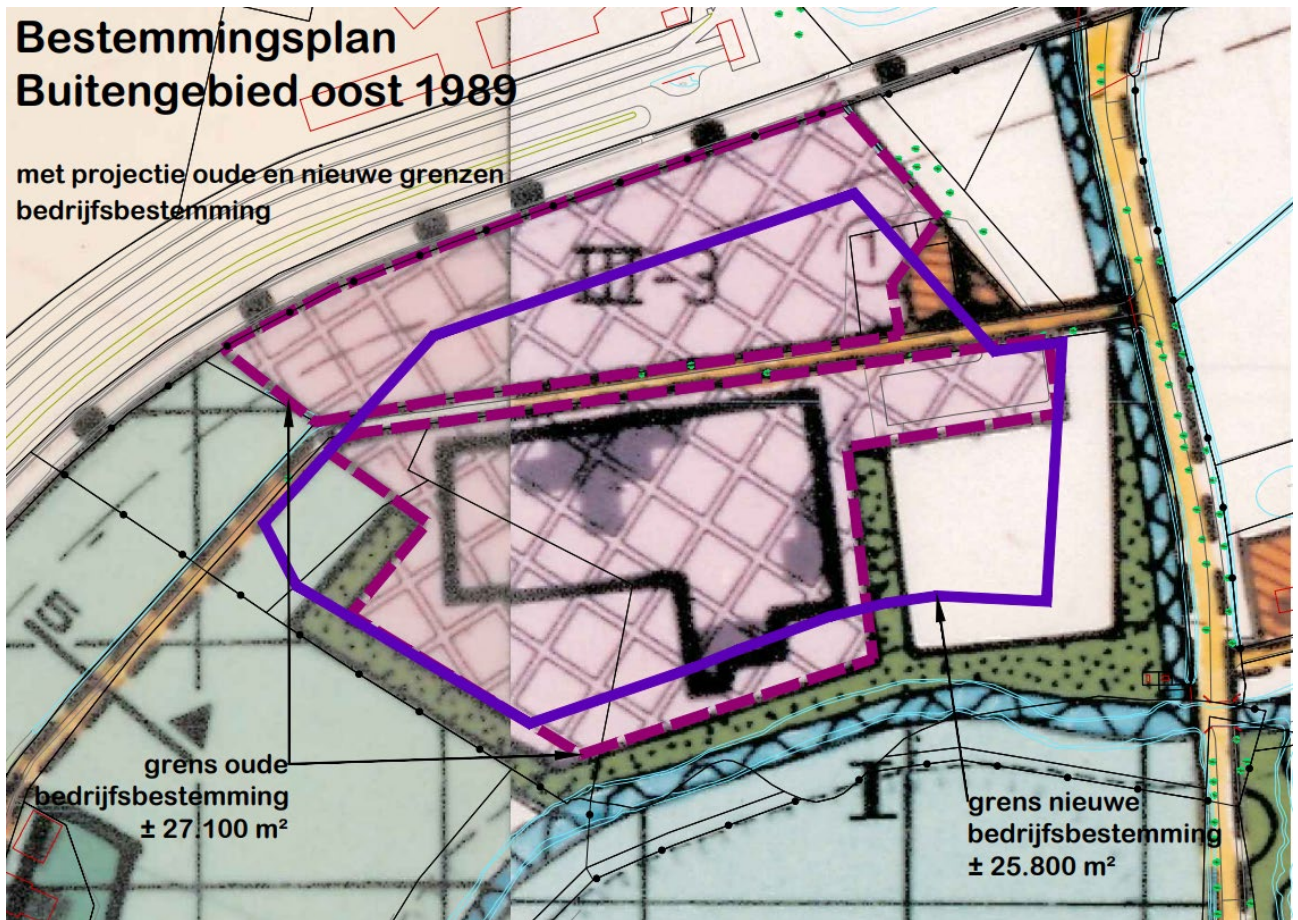 Bestemmingsplan
Buitengebied oost 1989
met projectie oude en nieuwe grenzen
bedrijfsbestemming
III-3
15
grens oude
bedrijfsbestemming
± 27.100 m²
I
grens nieuwe
bedrijfsbestemming
± 25.800 m²